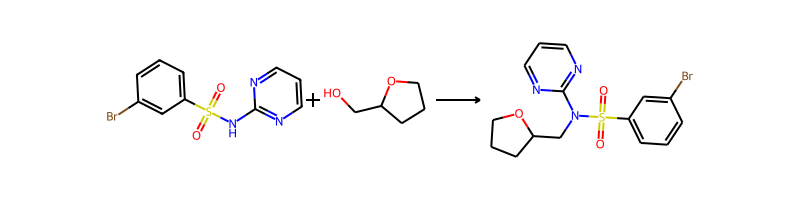 N O
Br S N O N H + HO O
N N O
O S N O Br